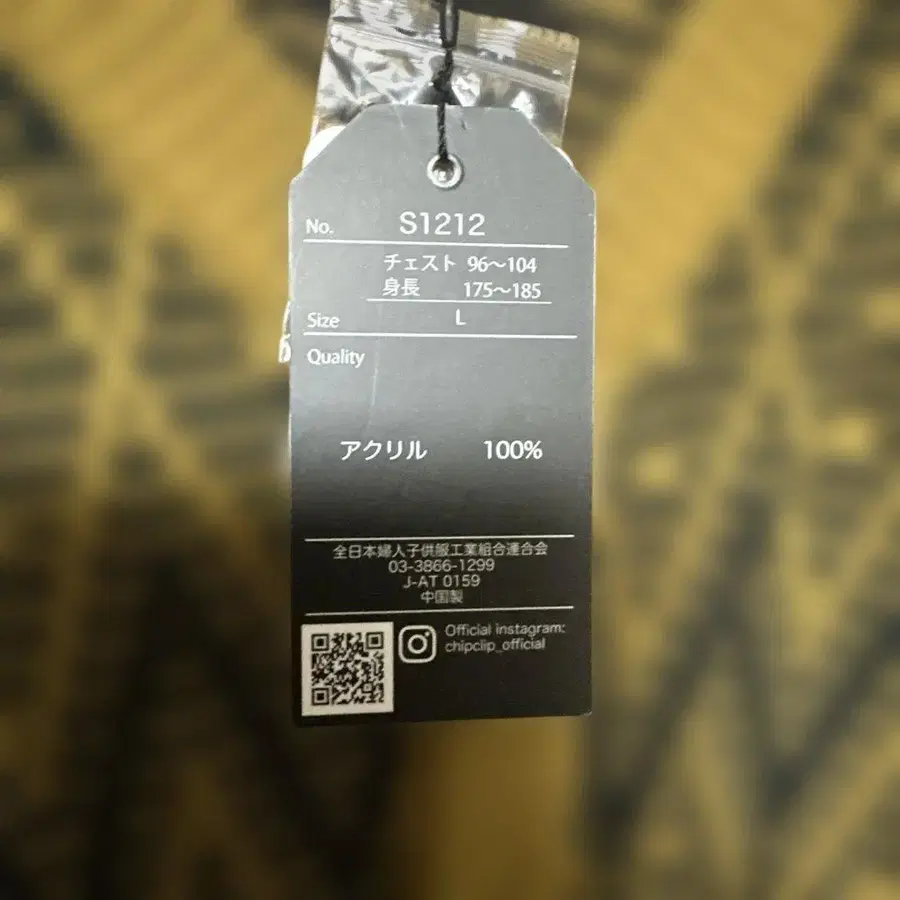 No. S1212
チェスト 96～104
身長 175～185
Size L
Quality
アクリル 100%
全日本婦人子供服工業組合連合会
03-3866-1299
J-AT 0159
中国製
Official instagram:
chipclip_official